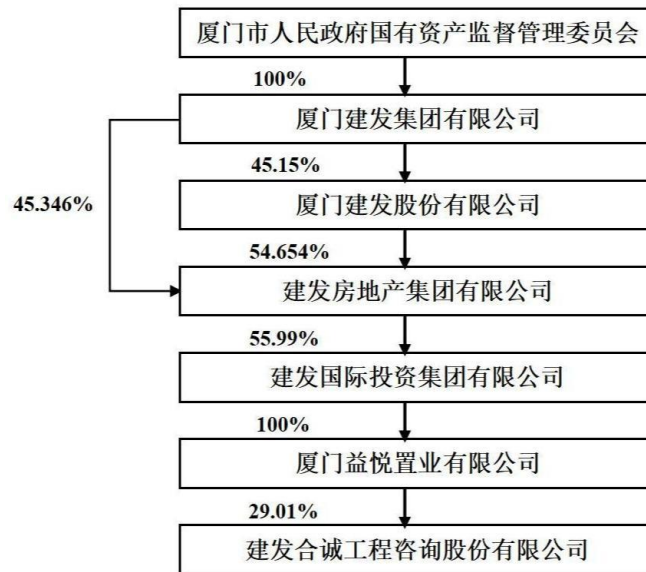 厦门市人民政府国有资产监督管理委员会
100%
厦门建发集团有限公司
45.15%
厦门建发股份有限公司
45.346%
54.654%
建发房地产集团有限公司
55.99%
建发国际投资集团有限公司
100%
厦门益悦置业有限公司
29.01%
建发合诚工程咨询股份有限公司